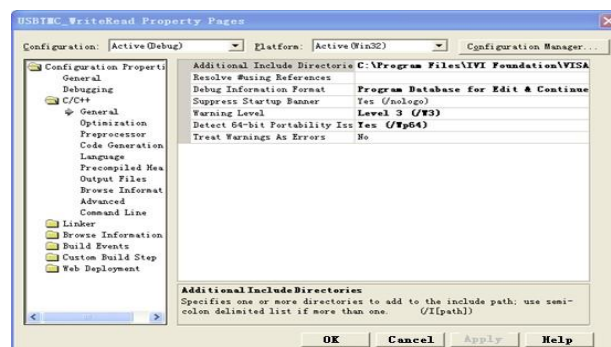 USBTMC_WriteRead Property Pages
Configuration: Active(Debug) Platform: Active(Win32) Configuration Manager...
Configuration Properti
General
Debugging
C/C++
General
Optimization
Preprocessor
Code Generation
Language
Precompiled Hea
Output Files
Browse Informat
Advanced
Command Line
Linker
Browse Information
Build Events
Custom Build Step
Web Deployment
Additional Include Directorie C:\Program Files\IVI Foundation\VISA
Resolve #using References
Debug Information Format Program Database for Edit & Continue
Suppress Startup Banner Yes (/nologo)
Warning Level Level 3 (/W3)
Detect 64-bit Portability Iss Yes (/Wp64)
Treat Warnings As Errors No
Additional Include Directories
Specifies one or more directories to add to the include path; use semi-
colon delimited list if more than one. (/I[path])
OK Cancel Apply Help